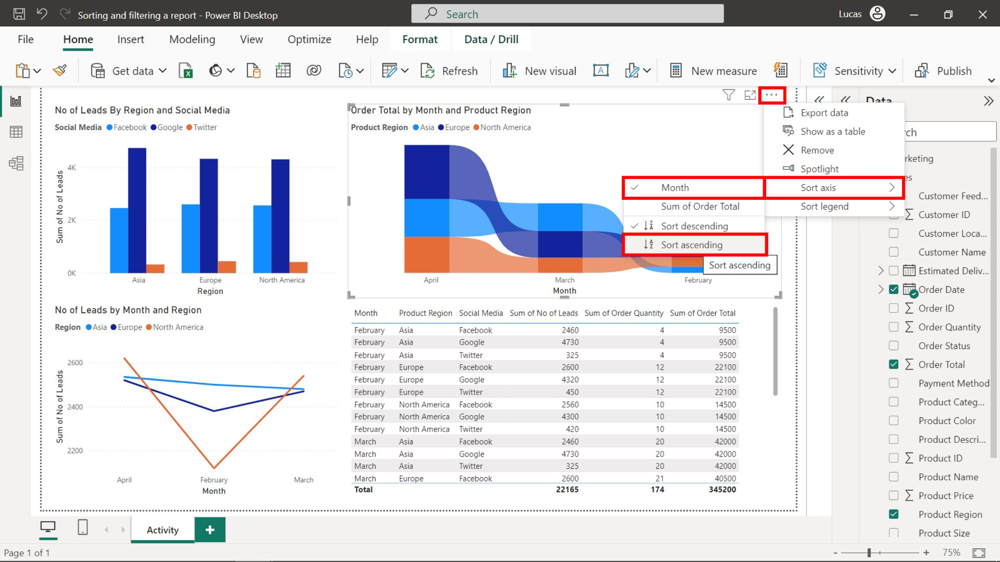 Sorting and filtering a report - Power BI Desktop
Search
Lucas
File Home Insert Modeling View Optimize Help Format Data / Drill
Get data Refresh New visual New measure Sensitivity Publish
No of Leads By Region and Social Media
Social Media Facebook Google Twitter
Sum of No of Leads
4K
2K
0K
Asia Europe North America
Region
Order Total by Month and Product Region
Product Region Asia Europe North America
April March February
Month
Export data
Show as a table
Remove
Spotlight
Sort axis
Sort legend
Month
Sum of Order Total
Sort descending
Sort ascending
Sort ascending
No of Leads by Month and Region
Region Asia Europe North America
Sum of No of Leads
2600
2400
2200
April February March
Month
Month Product Region Social Media Sum of No of Leads Sum of Order Quantity Sum of Order Total
February Asia Facebook 2460 4 9500
February Asia Google 4730 4 9500
February Asia Twitter 325 4 9500
February Europe Facebook 2600 12 22100
February Europe Google 4320 12 22100
February Europe Twitter 450 12 22100
February North America Facebook 2560 10 14500
February North America Google 4300 10 14500
February North America Twitter 420 10 14500
March Asia Facebook 2460 20 42000
March Asia Google 4730 20 42000
March Asia Twitter 325 20 42000
March Europe Facebook 2600 21 40500
Total 22165 174 345200
Data
rch
rketing
es
Customer Feed...
Customer ID
Customer Loca...
Customer Name
Estimated Deliv...
Order Date
Order ID
Order Quantity
Order Status
Order Total
Payment Method
Product Categ...
Product Color
Product Descri...
Product ID
Product Name
Product Price
Product Region
Product Size
Activity
Page 1 of 1
- + 75%